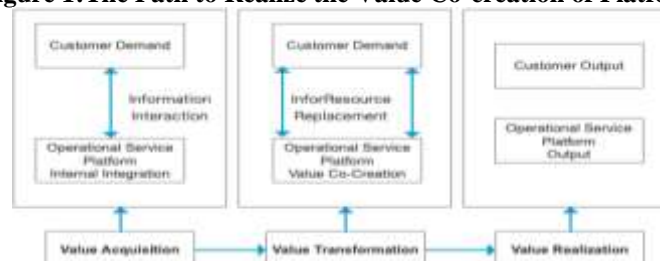 Figure 1. The Path to Realize the Value Co-creation of Platfo
Customer Demand
Information
Interaction
Operational Service
Platform
Internal Integration
Customer Demand
InforResource
Replacement
Operational Service
Platform
Value Co-Creation
Customer Output
Operational Service
Platform
Output
Value Acquisition
Value Transformation
Value Realization